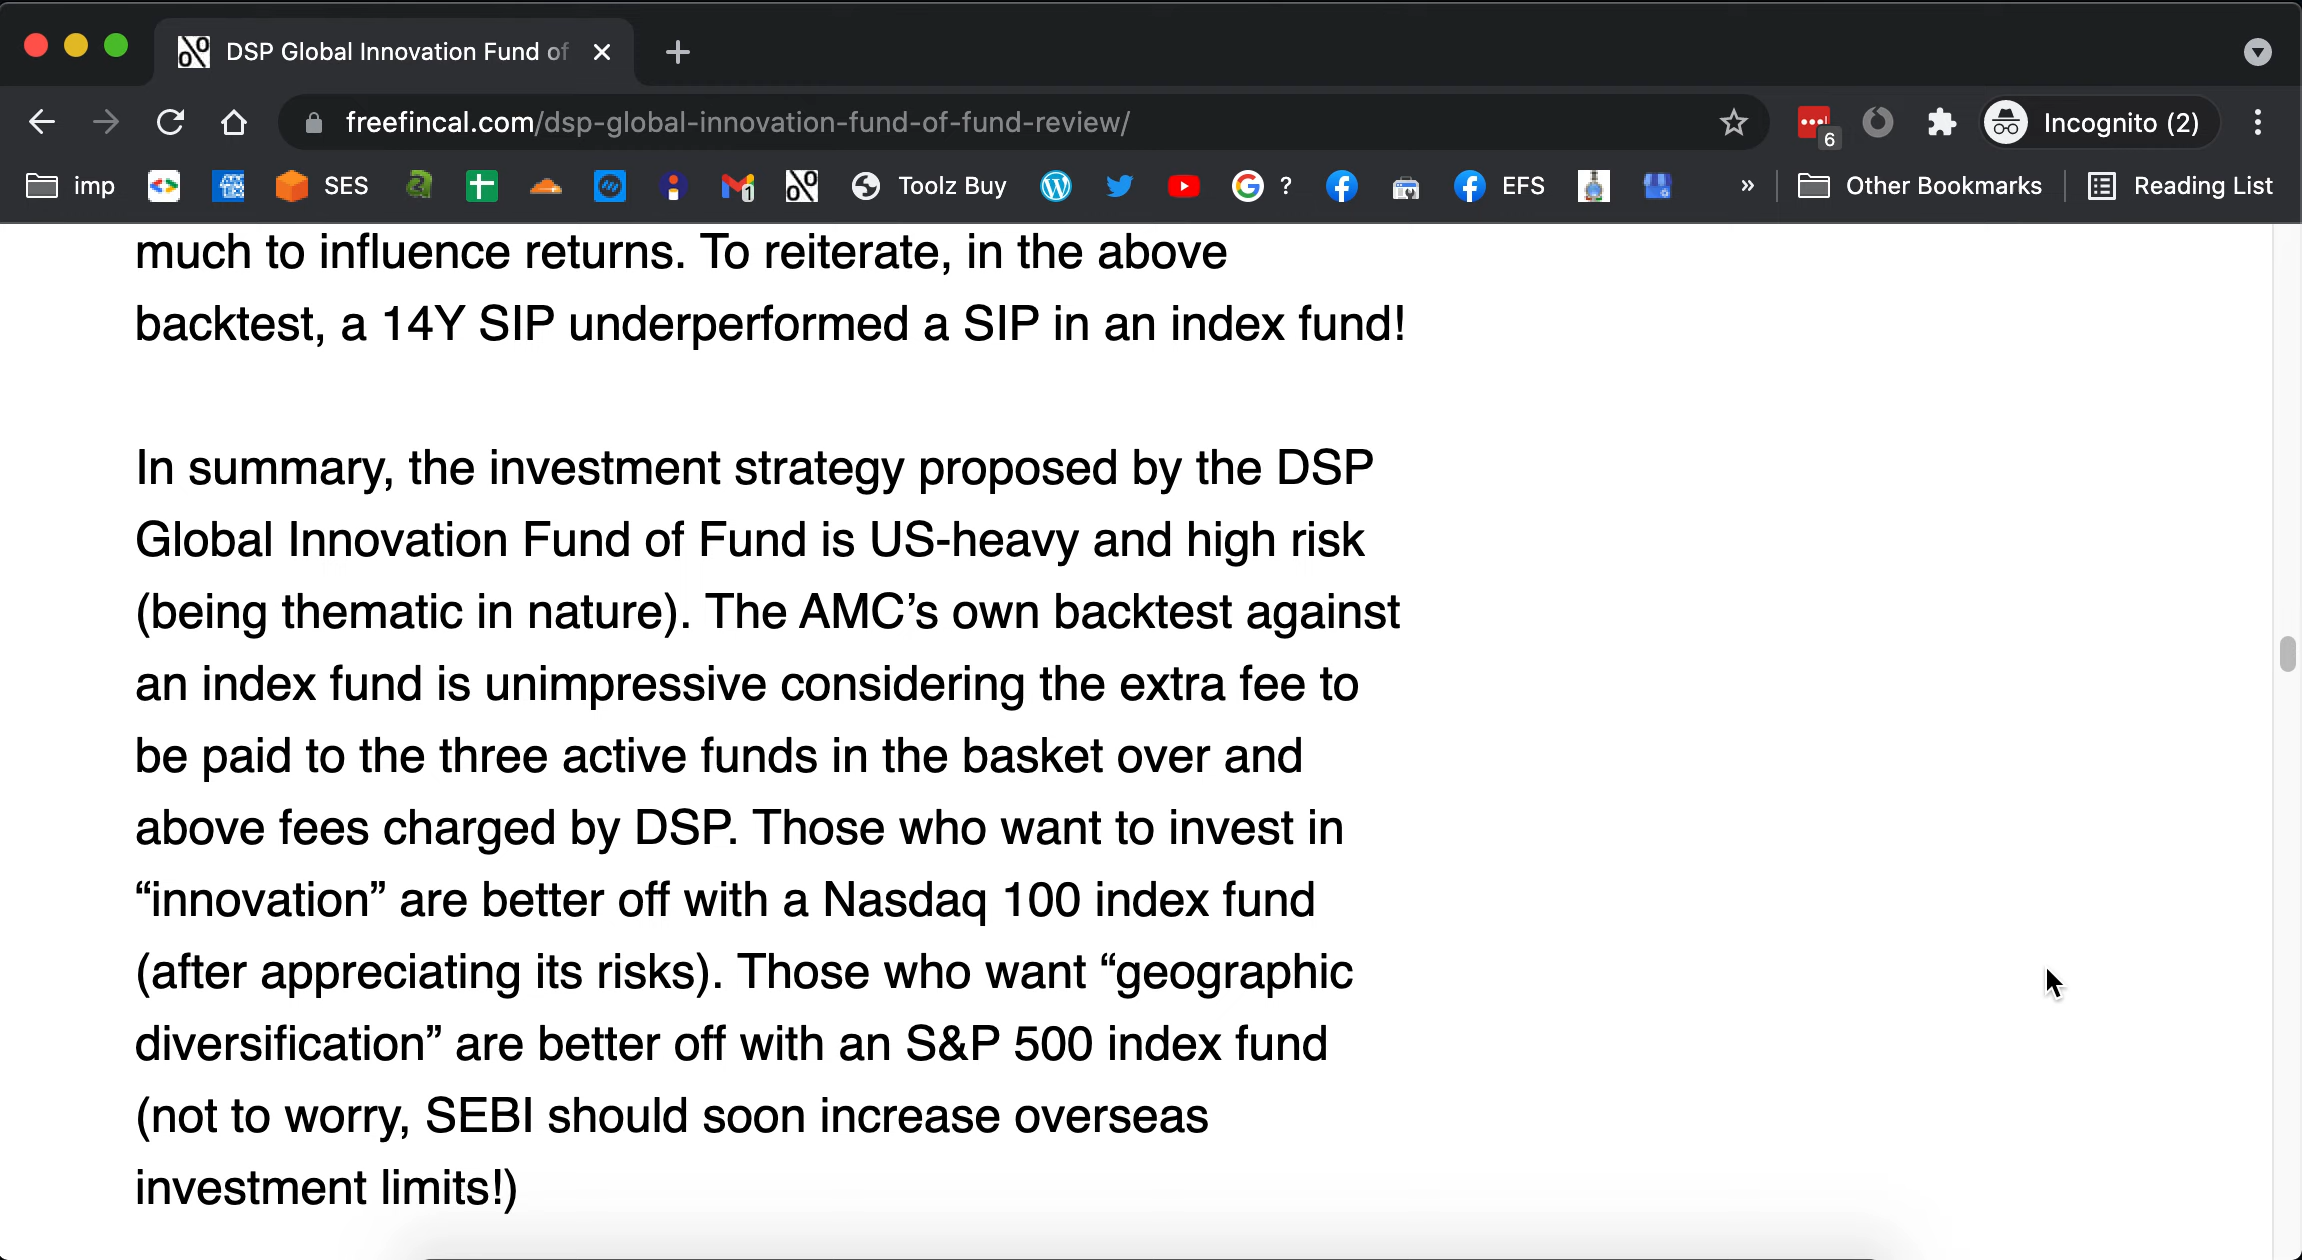 DSP Global Innovation Fund of
freefincal.com/dsp-global-innovation-fund-of-fund-review/
6
Incognito (2)
imp
SES
1
Toolz Buy
?
EFS
»
Other Bookmarks
Reading List
much to influence returns. To reiterate, in the above
backtest, a 14Y SIP underperformed a SIP in an index fund!
In summary, the investment strategy proposed by the DSP
Global Innovation Fund of Fund is US-heavy and high risk
(being thematic in nature). The AMC’s own backtest against
an index fund is unimpressive considering the extra fee to
be paid to the three active funds in the basket over and
above fees charged by DSP. Those who want to invest in
“innovation” are better off with a Nasdaq 100 index fund
(after appreciating its risks). Those who want “geographic
diversification” are better off with an S&P 500 index fund
(not to worry, SEBI should soon increase overseas
investment limits!)